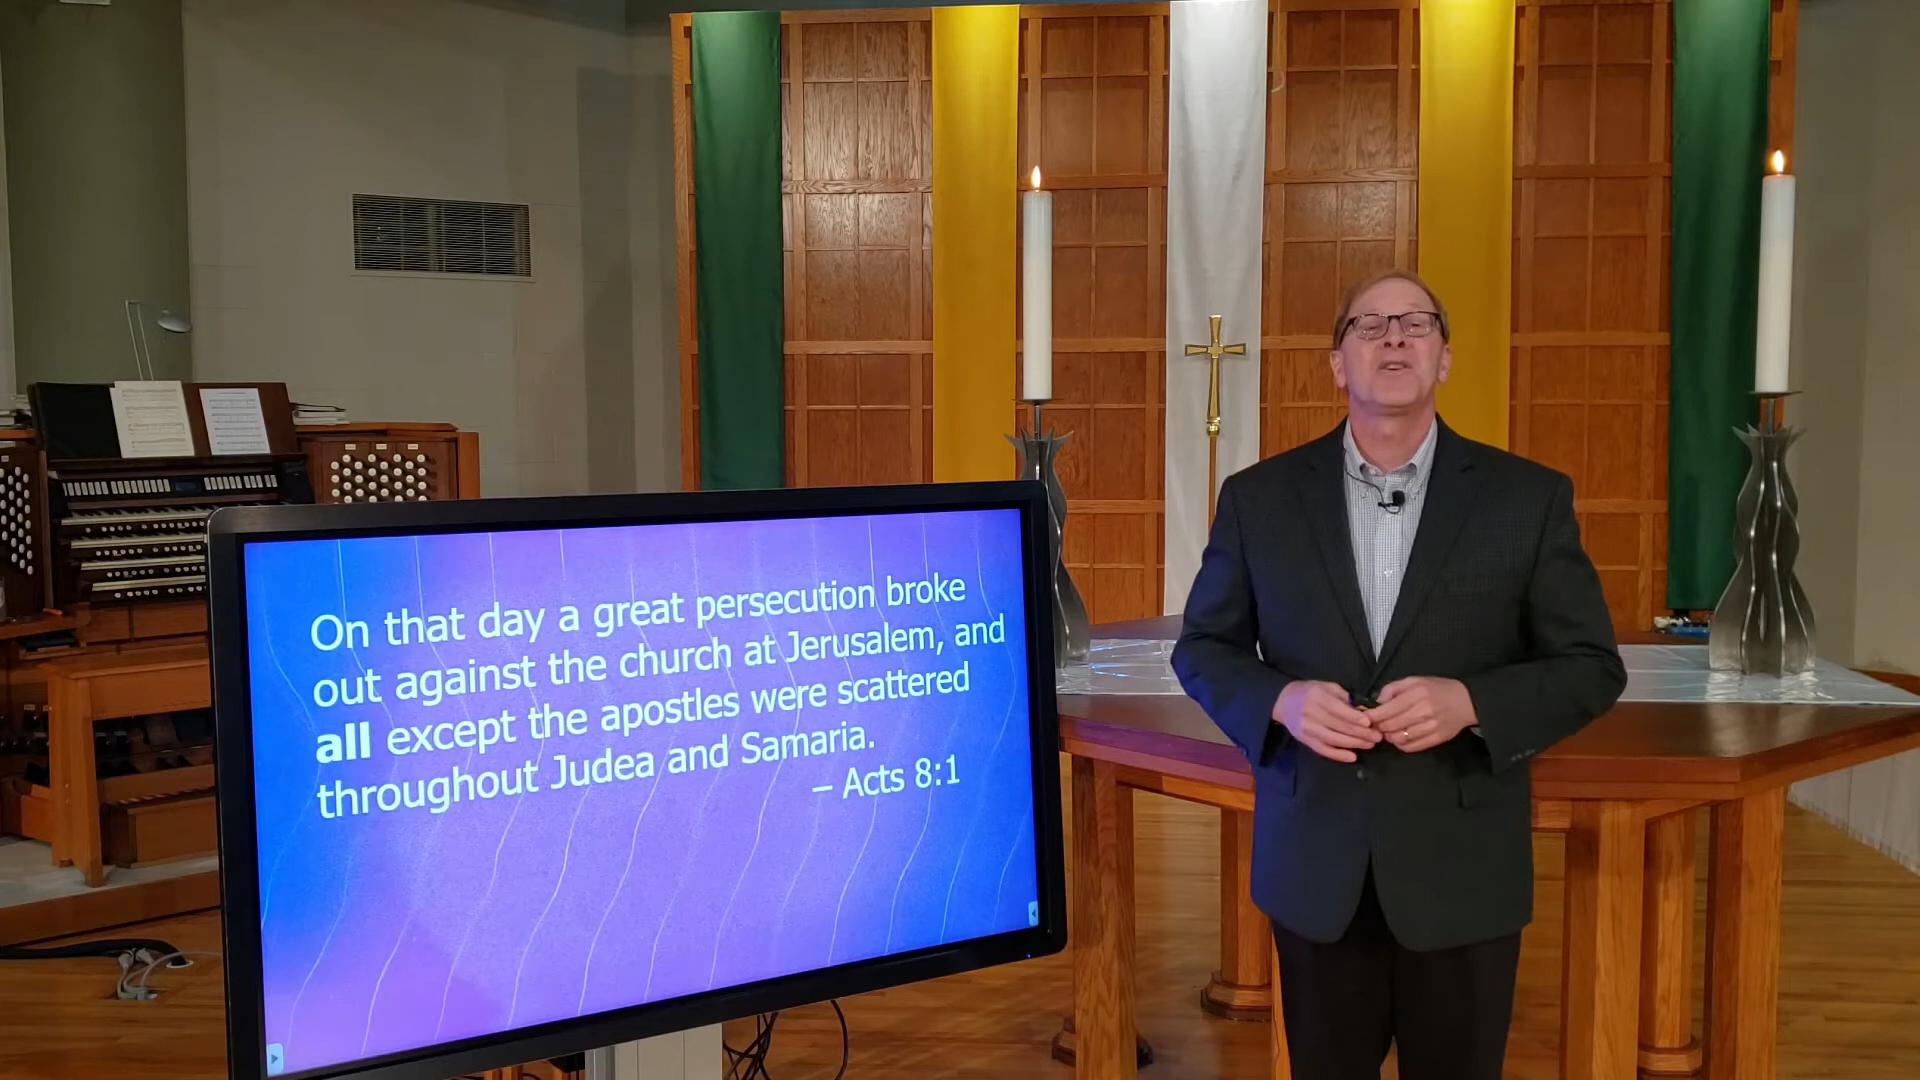 On that day a great persecution broke
out against the church at Jerusalem, and
all except the apostles were scattered
throughout Judea and Samaria.
– Acts 8:1